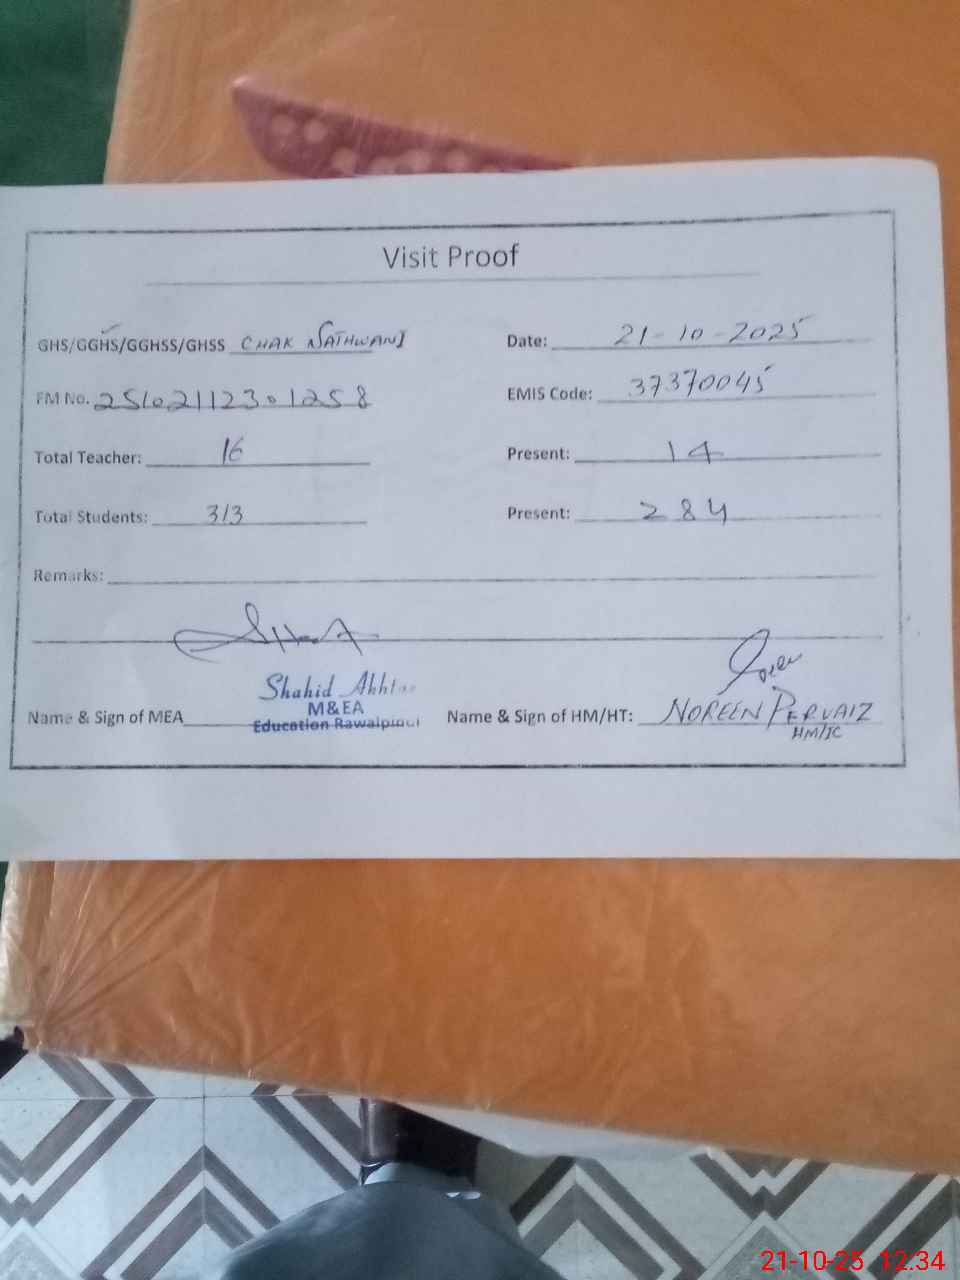 Visit Proof
GHS/GGHS/GGHSS/GHSS CHAK NATHWANI
Date: 21-10-2025
FM No. 2510211230 1258
EMIS Code: 37370045
Total Teacher: 16
Present: 14
Total Students: 313
Present: 284
Remarks:
Shahid Akhtar
M&EA
Education Rawalpindi
Name & Sign of MEA
Name & Sign of HM/HT: NOREEN PERVAIZ
HM/IC
21-10-25 12:34